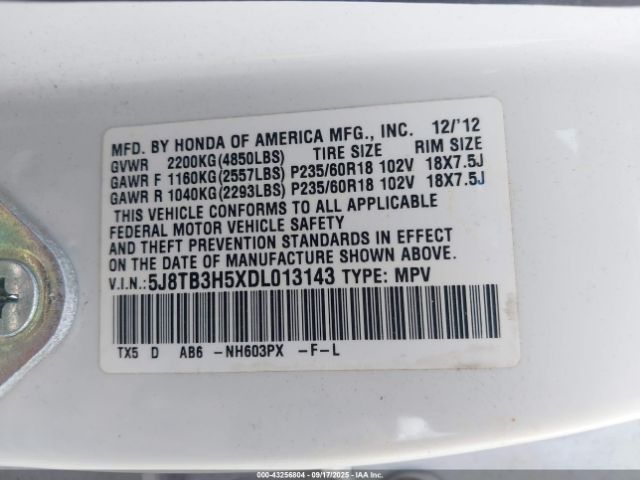 MFD. BY HONDA OF AMERICA MFG., INC. 12/'12
GVWR 2200KG(4850LBS) TIRE SIZE RIM SIZE
GAWR F 1160KG(2557LBS) P235/60R18 102V 18X7.5J
GAWR R 1040KG(2293LBS) P235/60R18 102V 18X7.5J
THIS VEHICLE CONFORMS TO ALL APPLICABLE
FEDERAL MOTOR VEHICLE SAFETY
AND THEFT PREVENTION STANDARDS IN EFFECT
ON THE DATE OF MANUFACTURE SHOWN ABOVE.
V.I.N.:5J8TB3H5XDL013143 TYPE: MPV
TX5 D AB6 -NH603PX -F-L
000-43256804 - 09/17/2025 - IAAI.COM